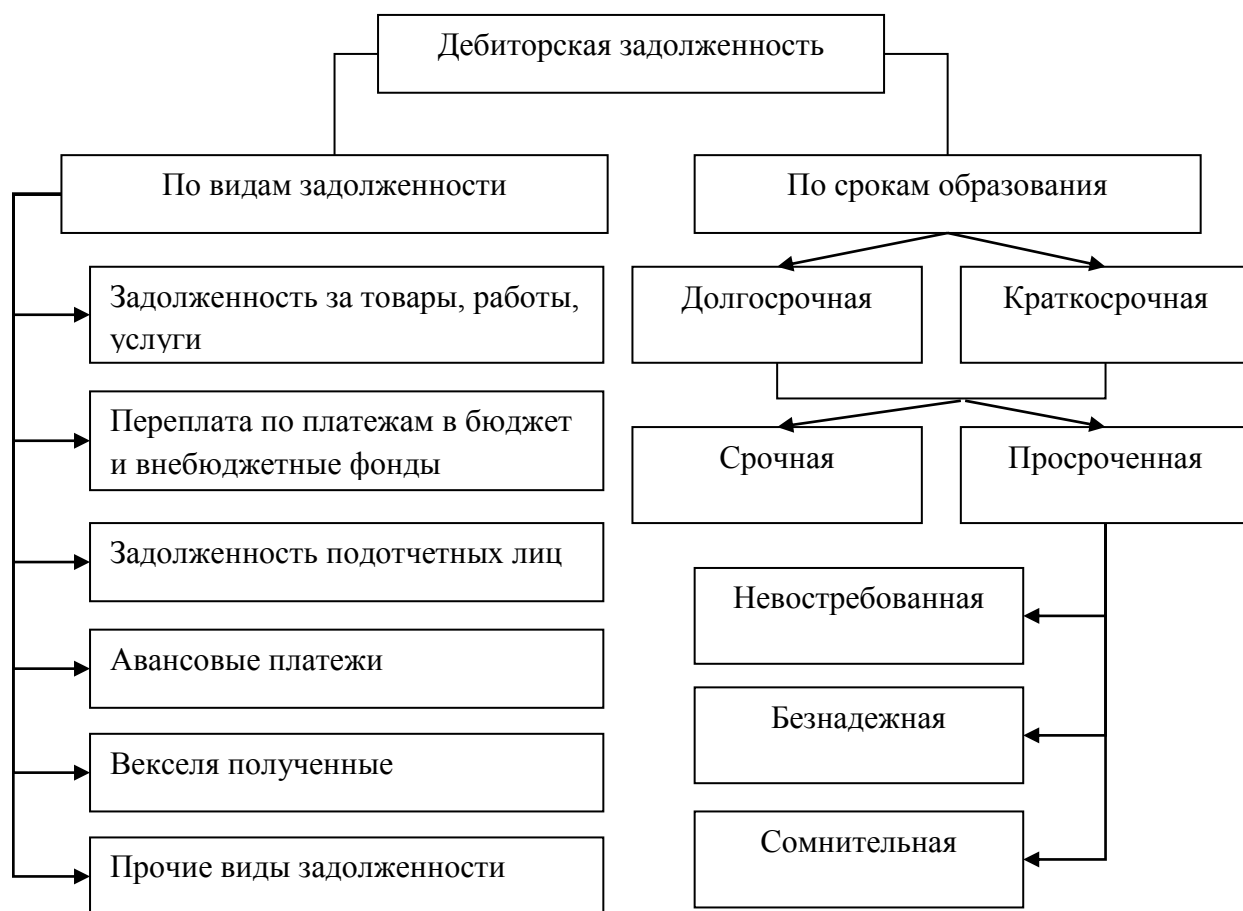 Дебиторская задолженность
По видам задолженности
Задолженность за товары, работы,
услуги
Переплата по платежам в бюджет
и внебюджетные фонды
Задолженность подотчетных лиц
Авансовые платежи
Векселя полученные
Прочие виды задолженности
По срокам образования
Долгосрочная
Краткосрочная
Срочная
Просроченная
Невостребованная
Безнадежная
Сомнительная